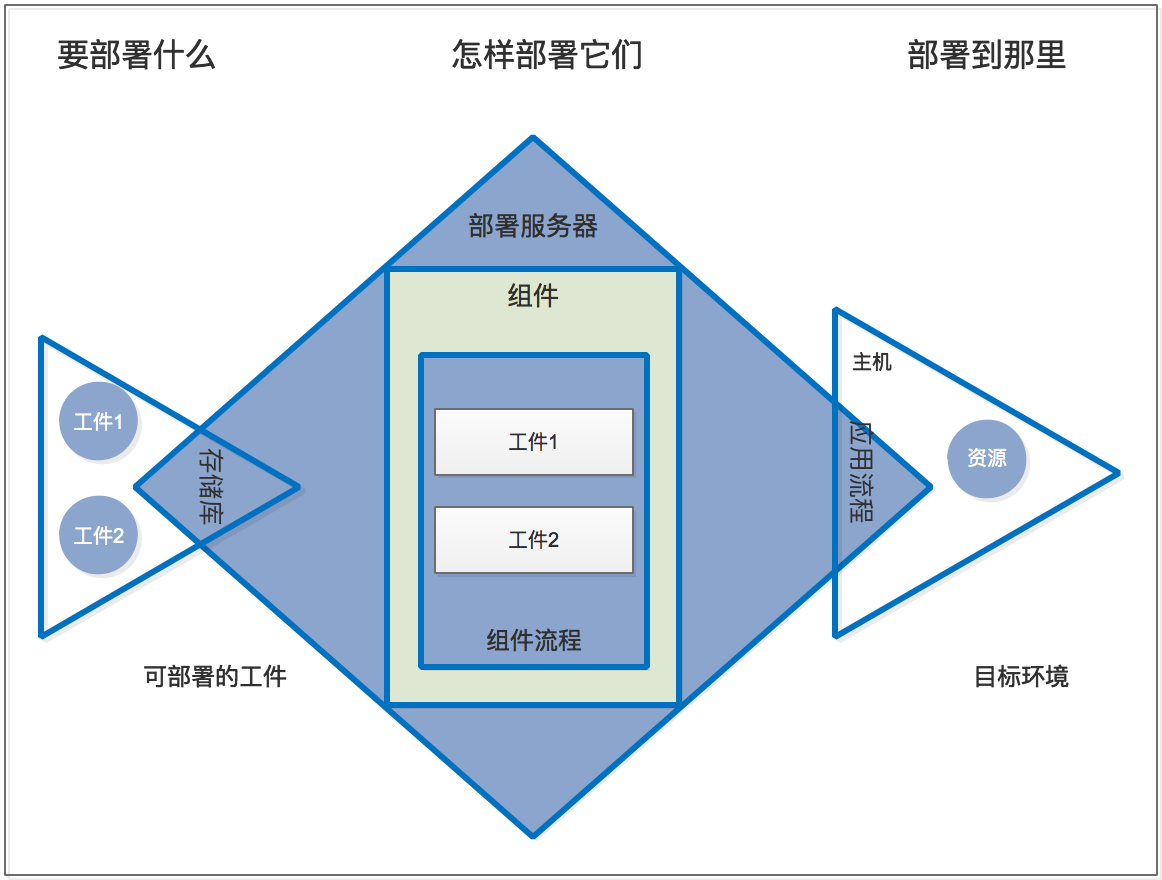 要部署什么
怎样部署它们
部署到那里
部署服务器
组件
主机
工件1
工件1
存储库
应用流程
资源
工件2
工件2
组件流程
可部署的工件
目标环境